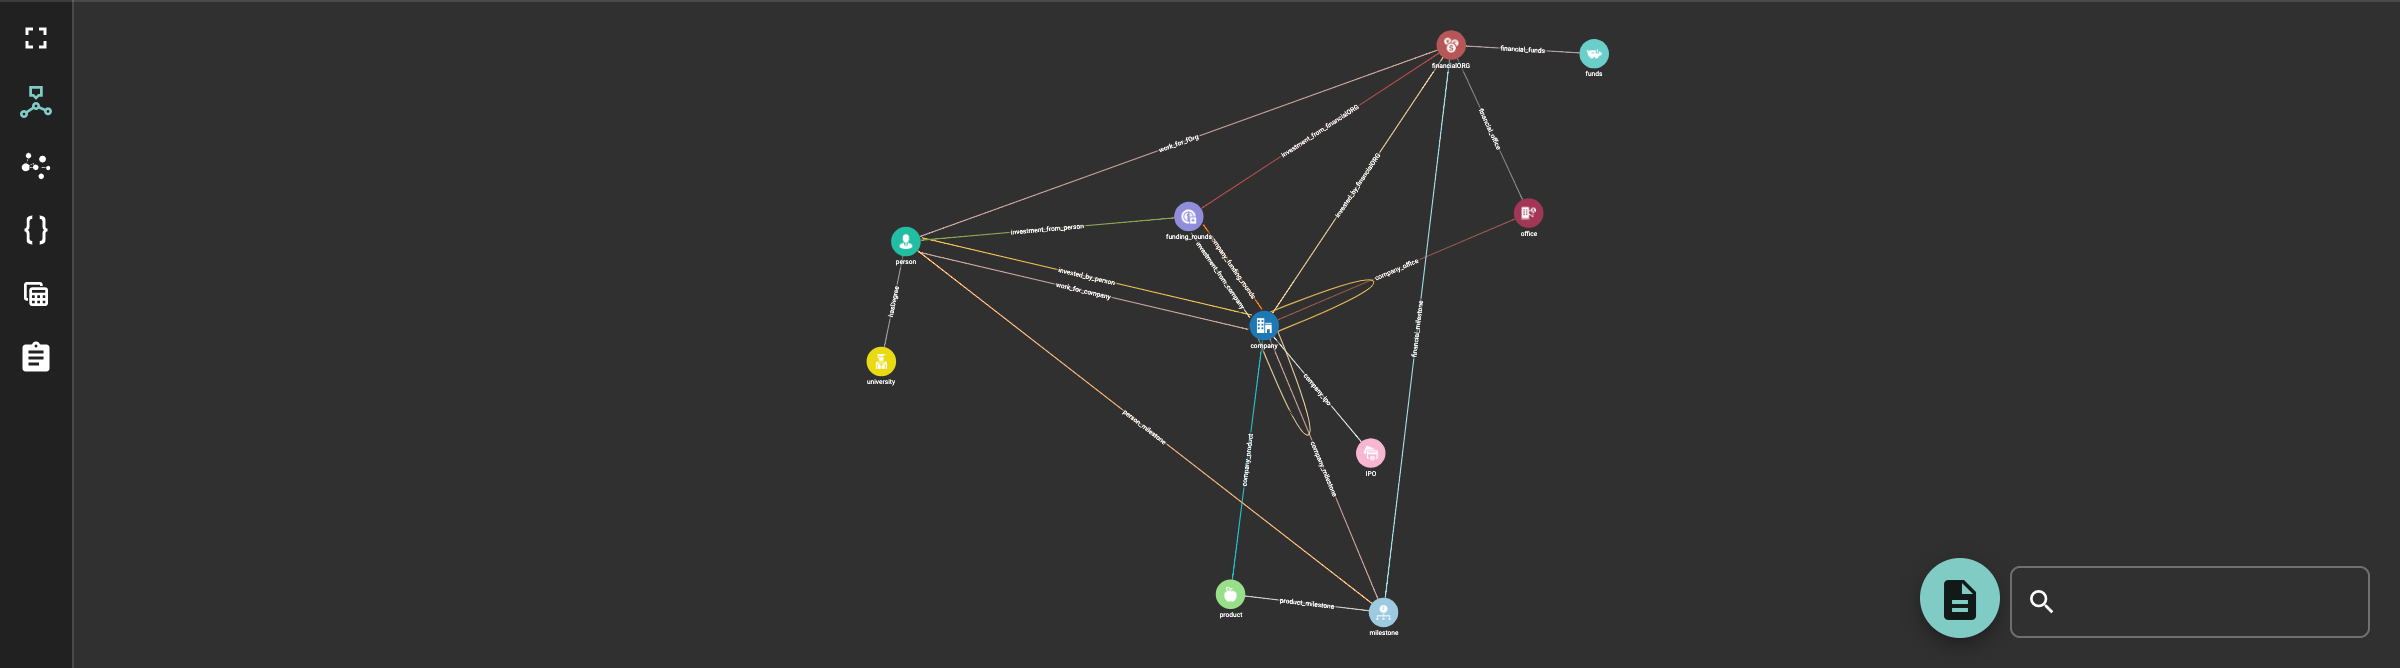 financialORG
financial_funds
funds
work_for_fOrg
investment_from_financialORG
financial_office
invested_by_financialORG
office
investment_from_person
funding_rounds
person
company_funding_rounds
investment_from_company
company_office
invested_by_person
work_for_company
hasDegree
financial_milestone
company
university
company_ipo
person_milestone
IPO
company_product
company_milestone
product
product_milestone
milestone